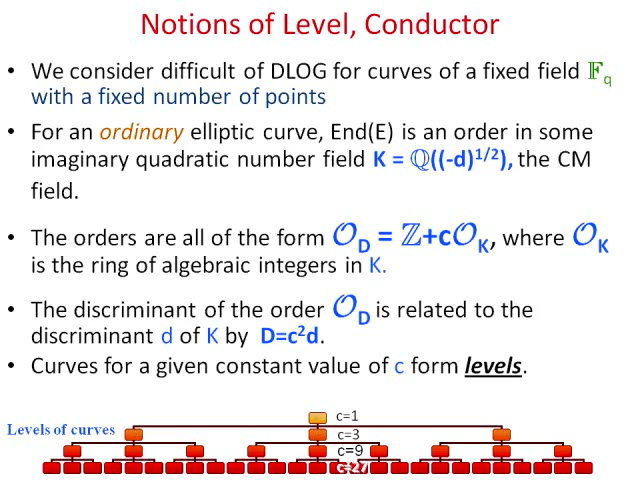 Notions of Level, Conductor
• We consider difficult of DLOG for curves of a fixed field 𝔽q
with a fixed number of points
• For an ordinary elliptic curve, End(E) is an order in some
imaginary quadratic number field K = ℚ((-d)^1/2), the CM
field.
• The orders are all of the form 𝒪D = ℤ+c𝒪K, where 𝒪K
is the ring of algebraic integers in K.
• The discriminant of the order 𝒪D is related to the
discriminant d of K by D=c²d.
• Curves for a given constant value of c form levels.
c=1
Levels of curves
c=3
c=9
c=27